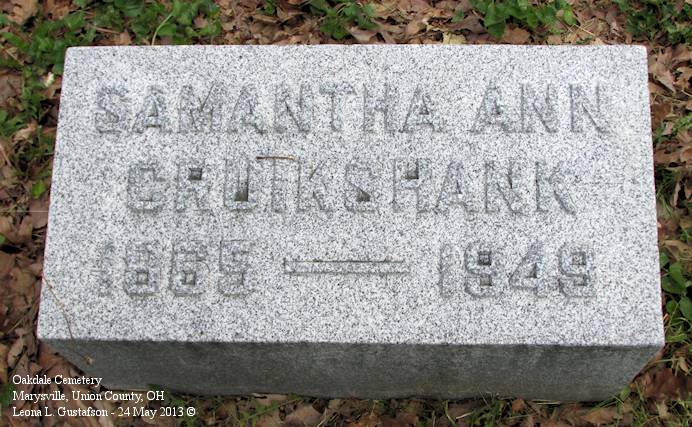 SAMANTHA ANN
CRUIKSHANK
1865 — 1949
Oakdale Cemetery
Marysville, Union County, OH
Leona L. Gustafson - 24 May 2013 ©